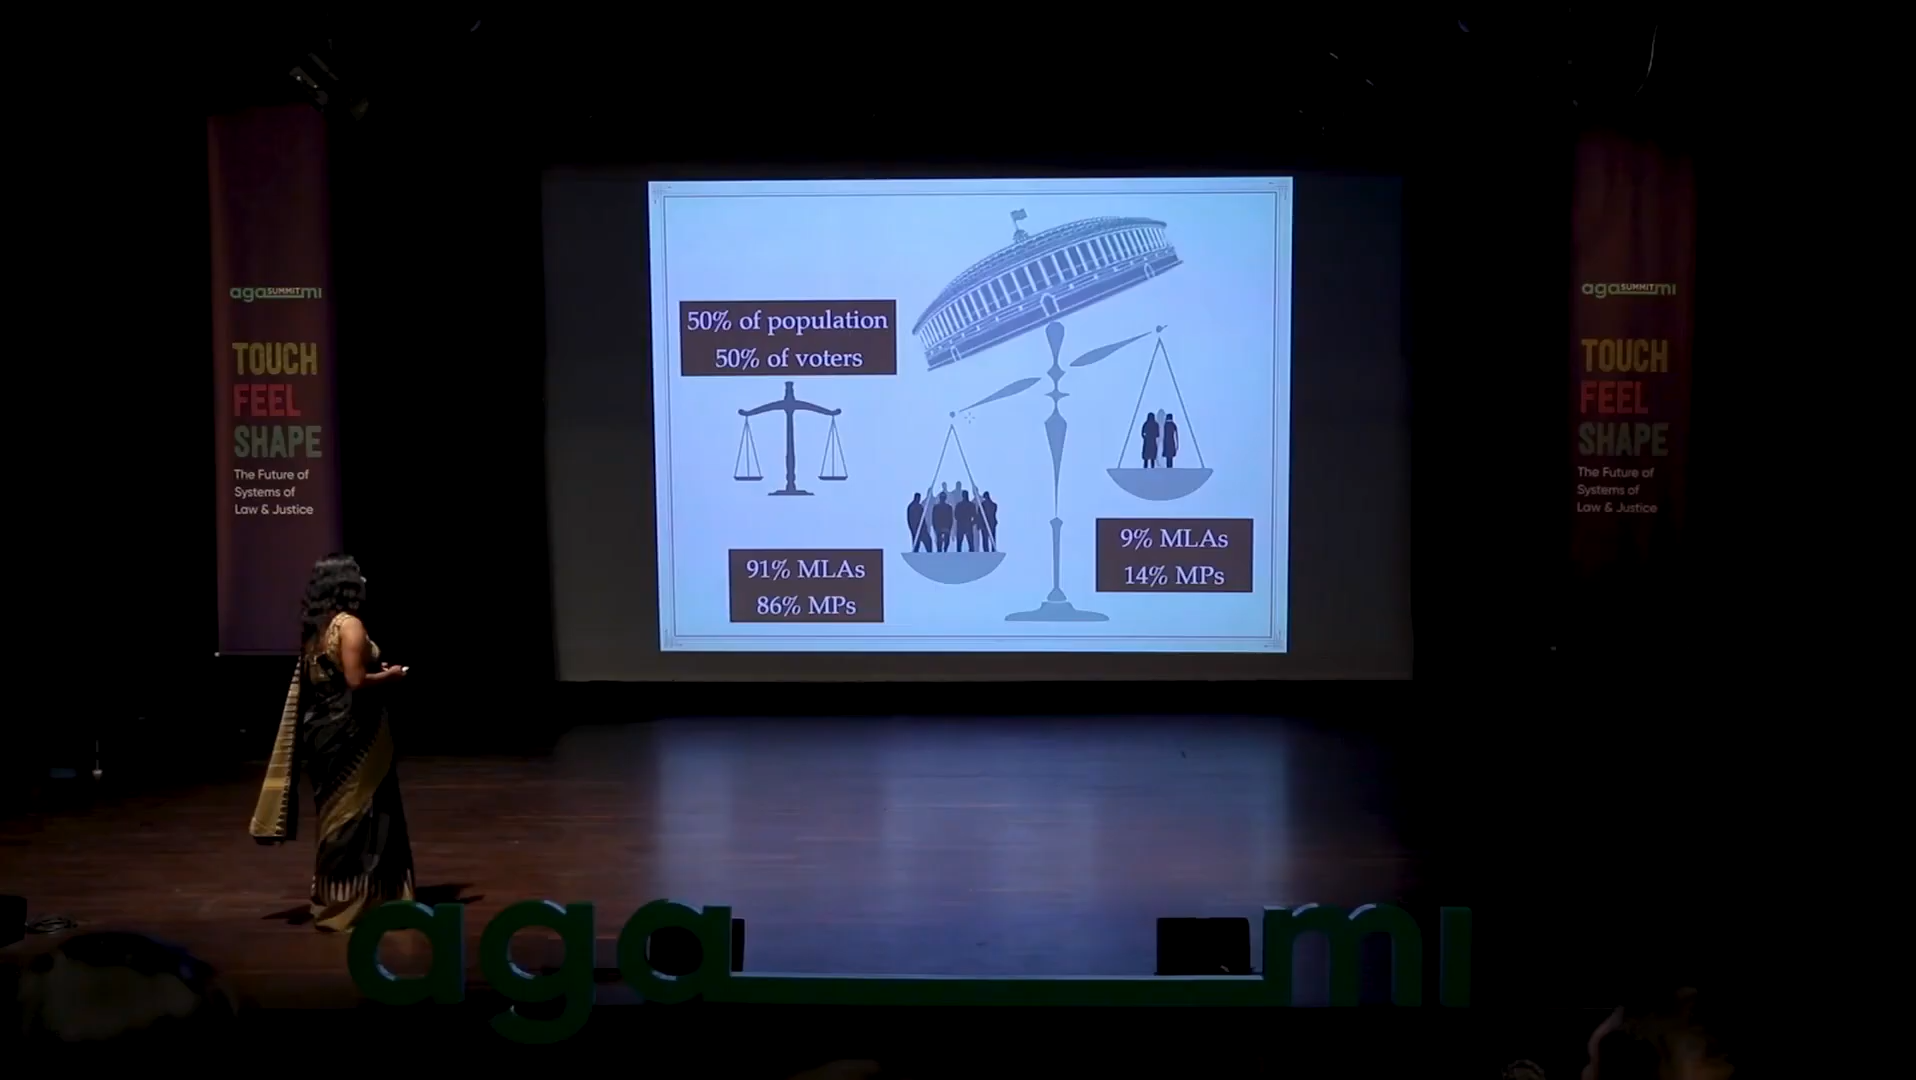 agaSUMMITmi
TOUCH
FEEL
SHAPE
The Future of
Systems of
Law & Justice
50% of population
50% of voters
91% MLAs
86% MPs
9% MLAs
14% MPs
agaSUMMITmi
TOUCH
FEEL
SHAPE
The Future of
Systems of
Law & Justice
aga mi